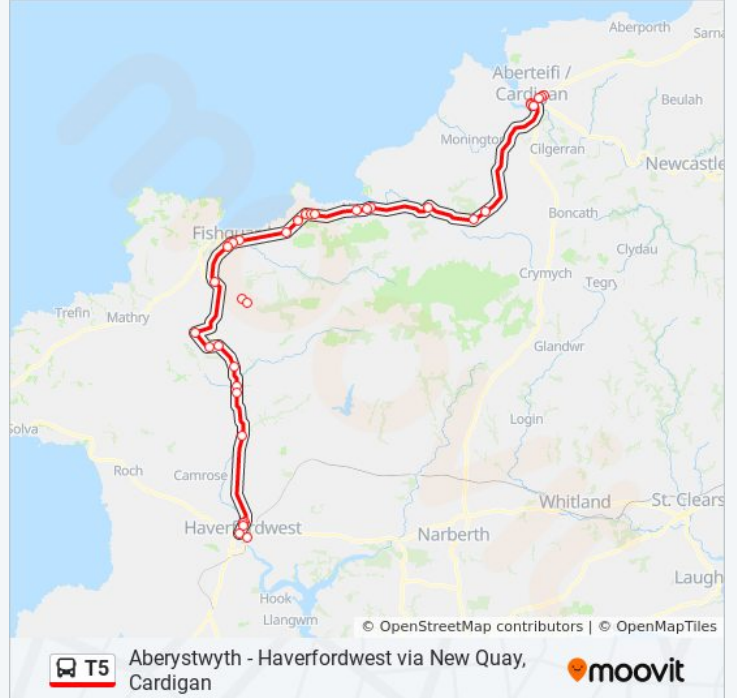 Aberporth
Sarna
Aberteifi /
Cardigan
Beulah
Monington
Cilgerran
Newcastle
Boncath
Fishgua
Clydau
Crymych
Tegry
Trefin
Mathry
Glandwr
Login
Solva
Roch
Camrose
Whitland
St. Clears
Haverfordwest
Narberth
Laugh
Hook
Llangwm
© OpenStreetMap contributors | © OpenMapTiles
T5 Aberystwyth - Haverfordwest via New Quay,
Cardigan
moovit